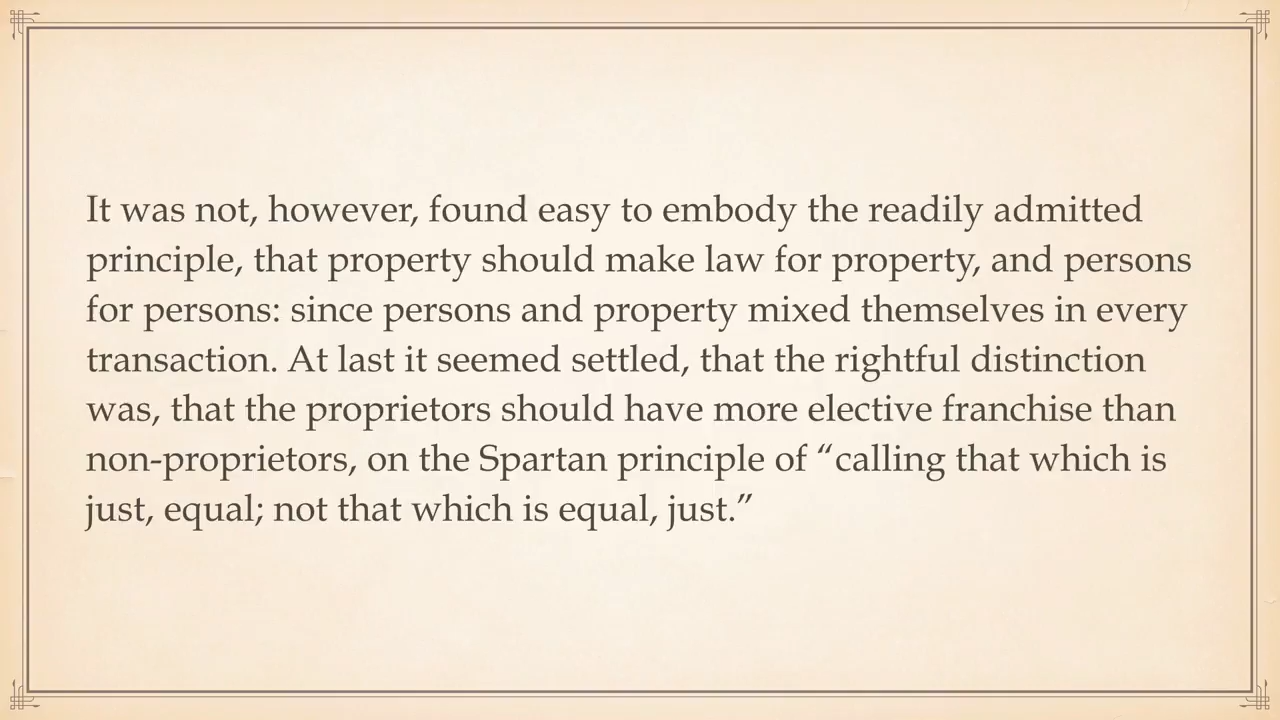 It was not, however, found easy to embody the readily admitted
principle, that property should make law for property, and persons
for persons: since persons and property mixed themselves in every
transaction. At last it seemed settled, that the rightful distinction
was, that the proprietors should have more elective franchise than
non-proprietors, on the Spartan principle of “calling that which is
just, equal; not that which is equal, just.”